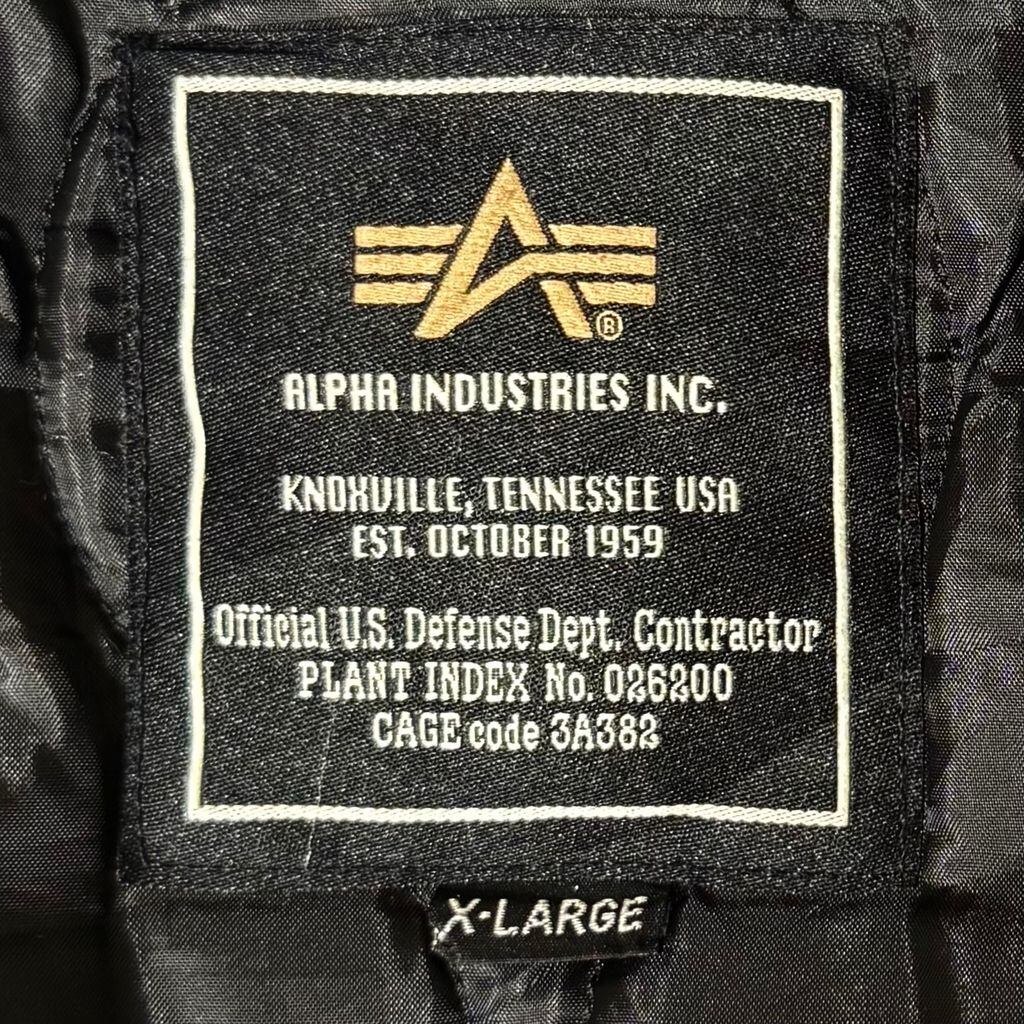 ®
ALPHA INDUSTRIES INC.
KNOXVILLE, TENNESSEE USA
EST. OCTOBER 1959
Official U.S. Defense Dept. Contractor
PLANT INDEX No. 026200
CAGE code 3A382
X-LARGE